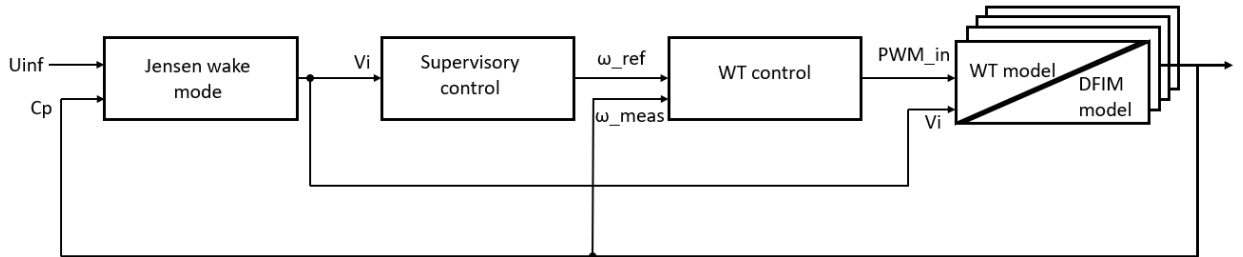 Uinf
Cp
Jensen wake
mode
Vi
Supervisory
control
ω_ref
ω_meas
WT control
PWM_in
Vi
WT model
DFIM
model